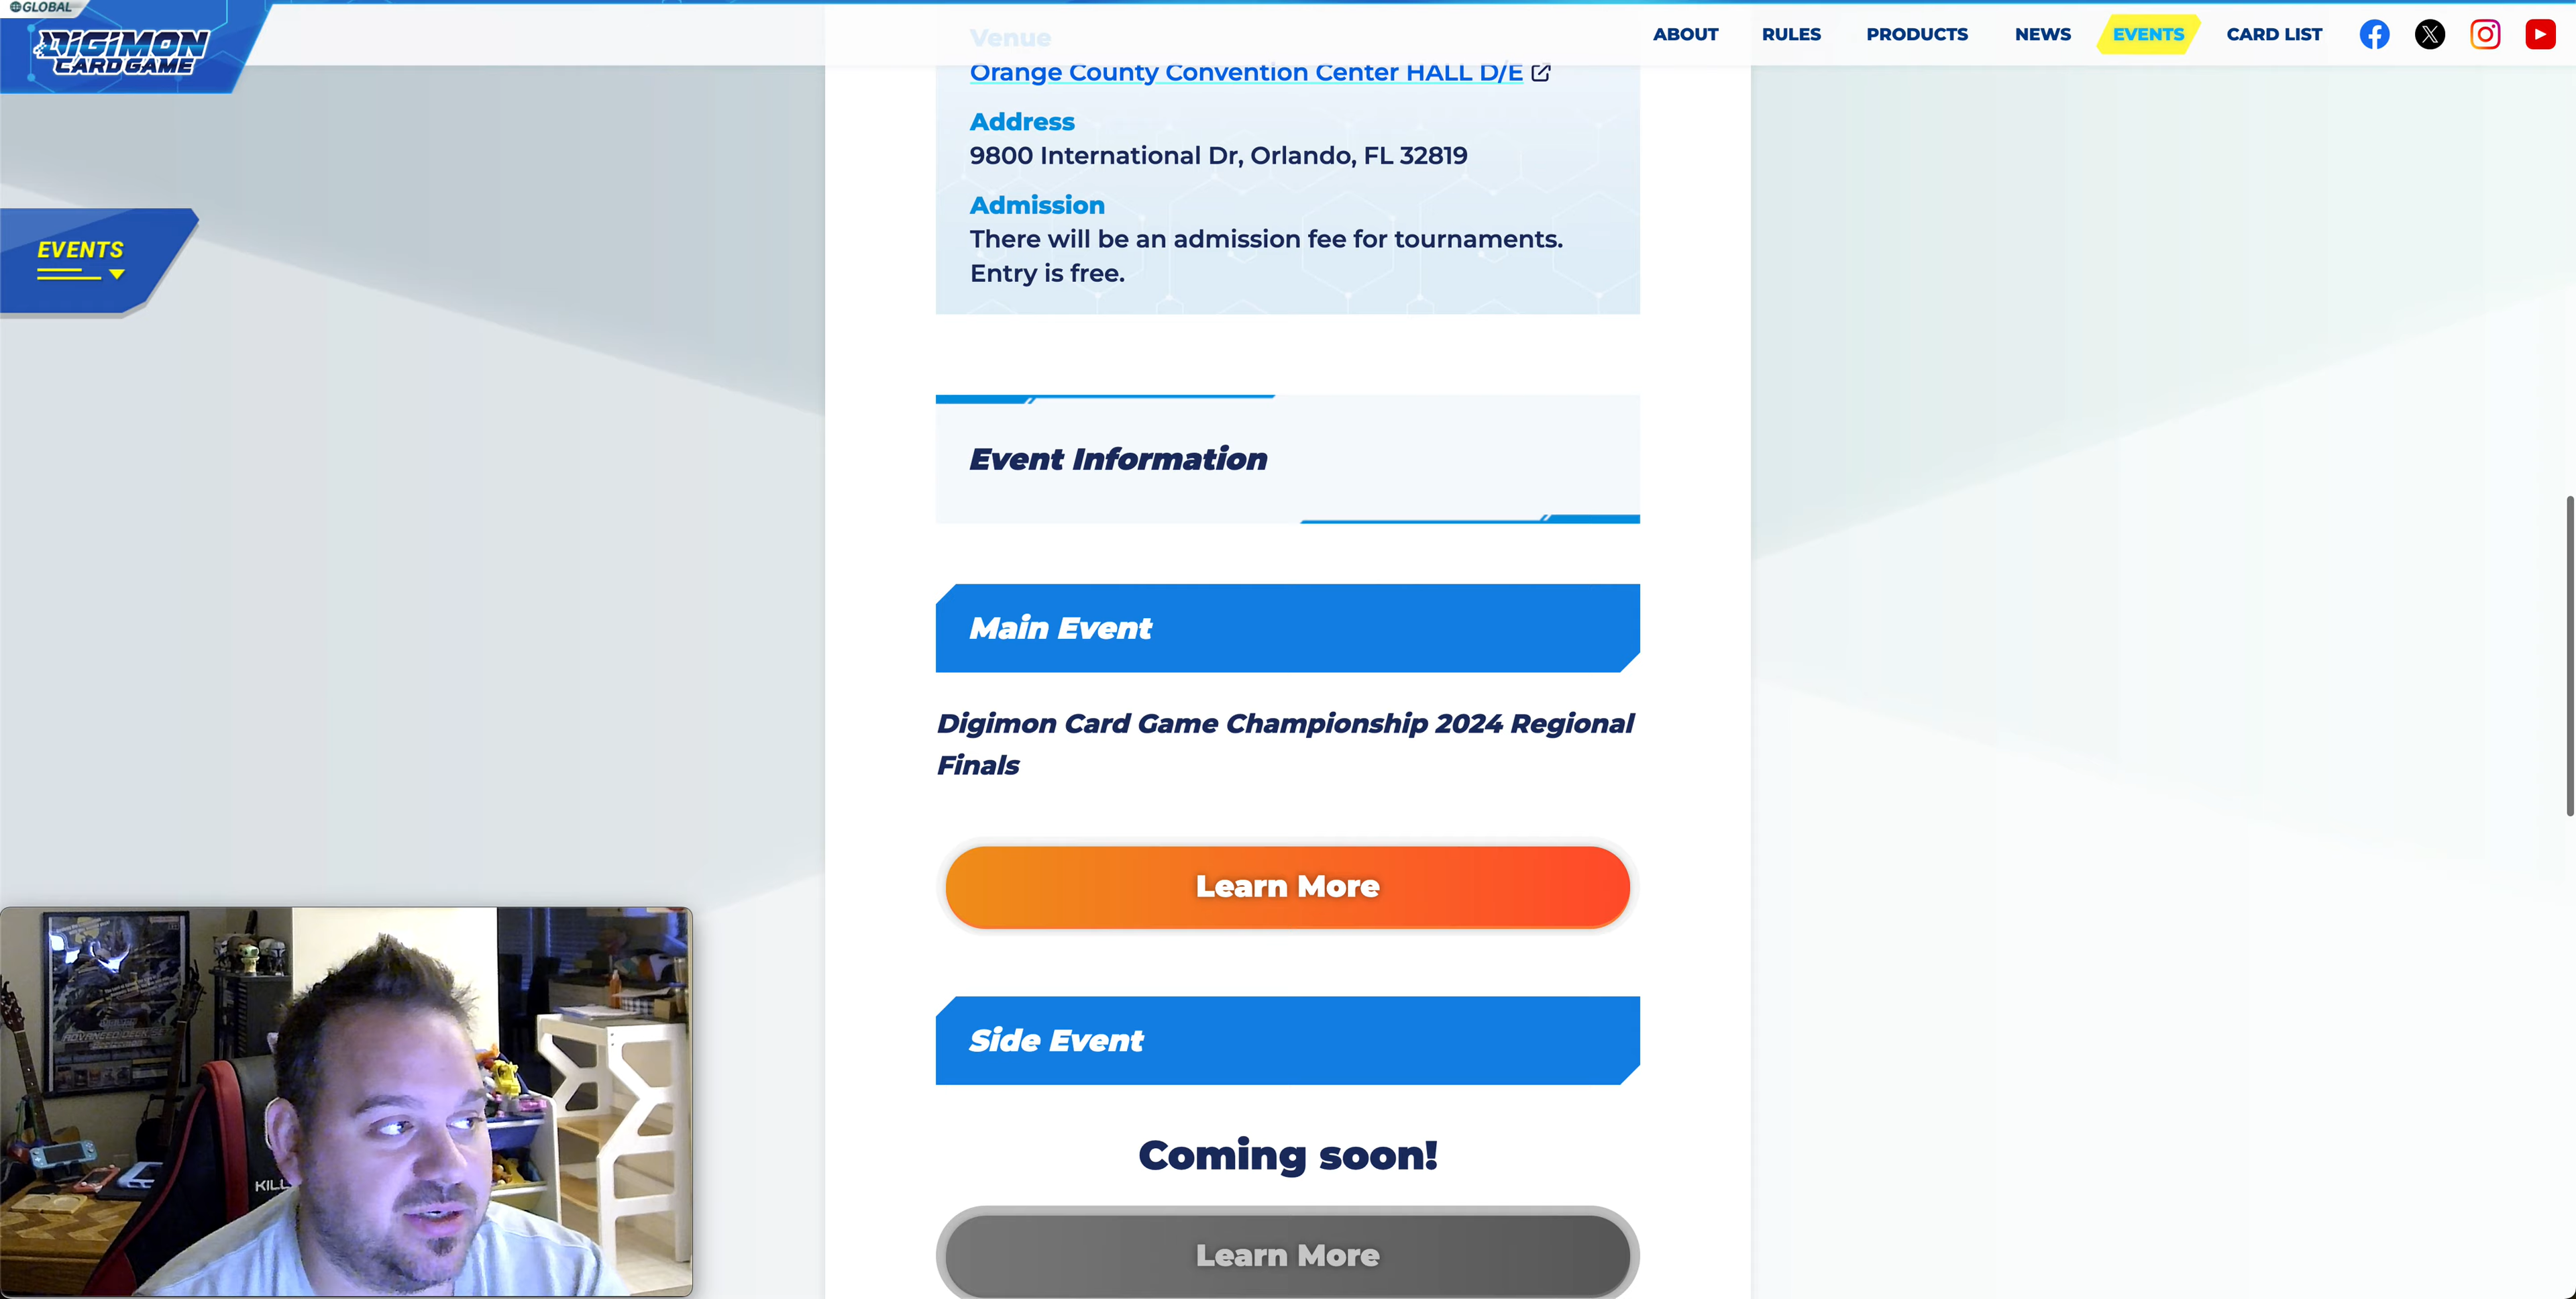 GLOBAL
DIGIMON
CARD GAME
ABOUT RULES PRODUCTS NEWS EVENTS CARD LIST
Venue
Orange County Convention Center HALL D/E
Address
9800 International Dr, Orlando, FL 32819
Admission
There will be an admission fee for tournaments.
Entry is free.
EVENTS
Event Information
Main Event
Digimon Card Game Championship 2024 Regional
Finals
Learn More
Side Event
Coming soon!
Learn More
KILL